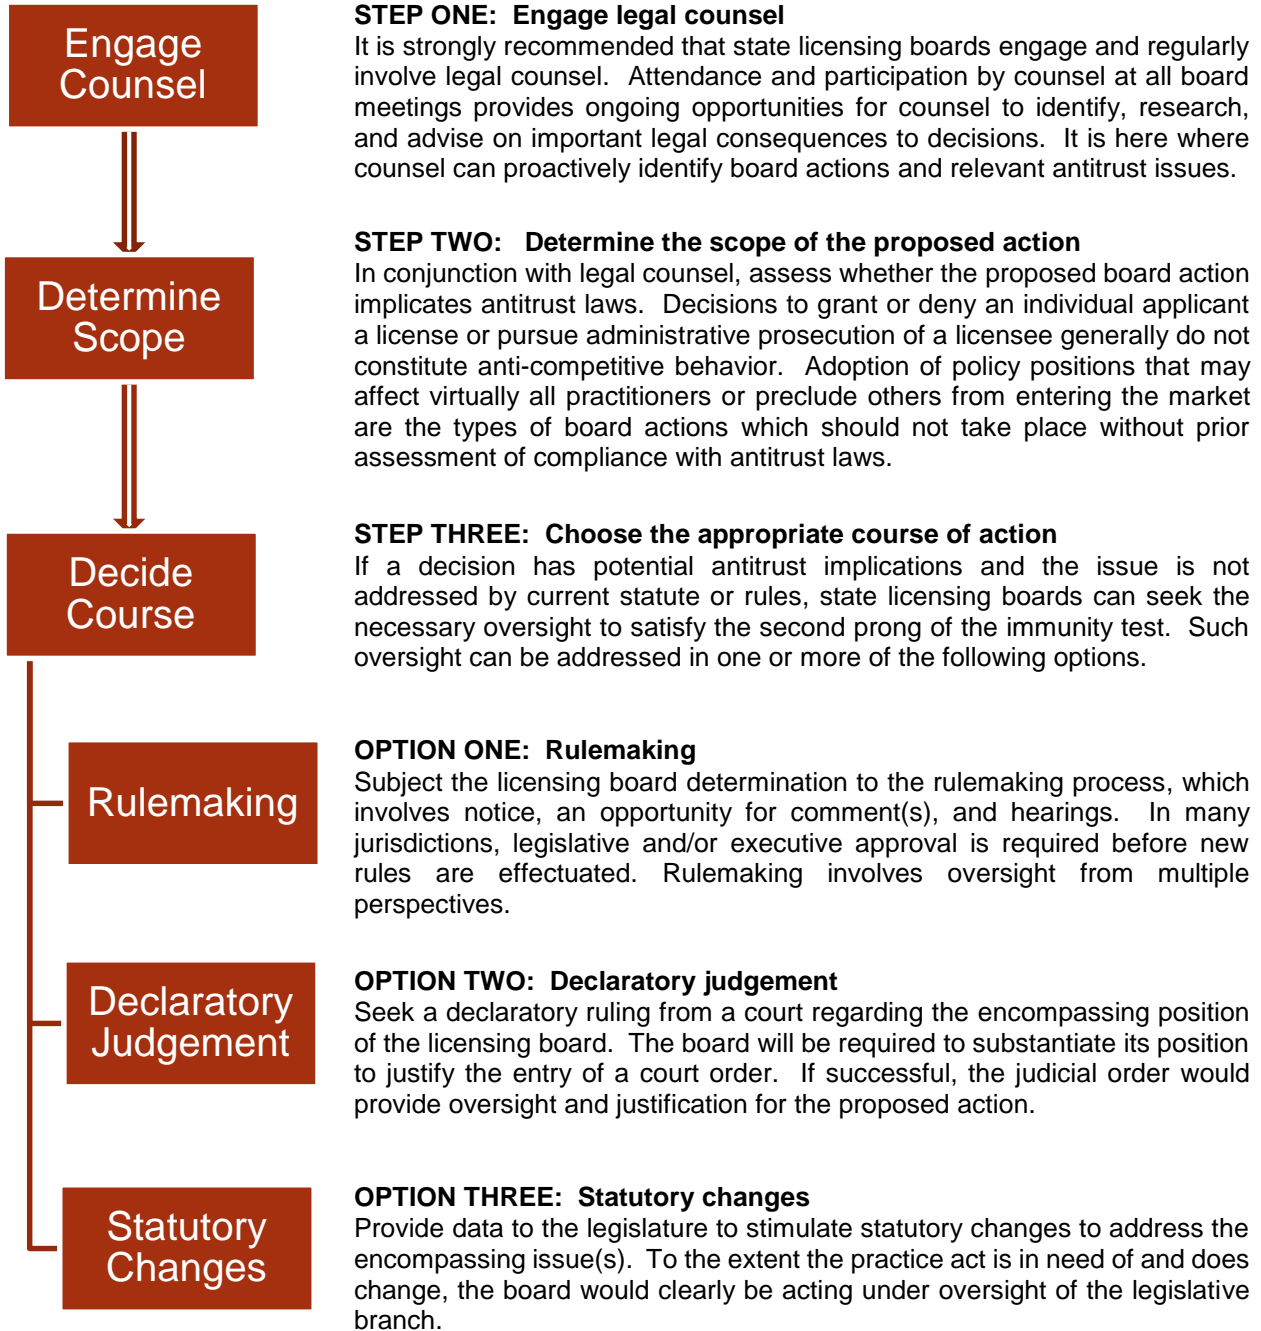 Engage
Counsel
STEP ONE: Engage legal counsel
It is strongly recommended that state licensing boards engage and regularly
involve legal counsel. Attendance and participation by counsel at all board
meetings provides ongoing opportunities for counsel to identify, research,
and advise on important legal consequences to decisions. It is here where
counsel can proactively identify board actions and relevant antitrust issues.
Determine
Scope
STEP TWO: Determine the scope of the proposed action
In conjunction with legal counsel, assess whether the proposed board action
implicates antitrust laws. Decisions to grant or deny an individual applicant
a license or pursue administrative prosecution of a licensee generally do not
constitute anti-competitive behavior. Adoption of policy positions that may
affect virtually all practitioners or preclude others from entering the market
are the types of board actions which should not take place without prior
assessment of compliance with antitrust laws.
Decide
Course
STEP THREE: Choose the appropriate course of action
If a decision has potential antitrust implications and the issue is not
addressed by current statute or rules, state licensing boards can seek the
necessary oversight to satisfy the second prong of the immunity test. Such
oversight can be addressed in one or more of the following options.
Rulemaking
OPTION ONE: Rulemaking
Subject the licensing board determination to the rulemaking process, which
involves notice, an opportunity for comment(s), and hearings. In many
jurisdictions, legislative and/or executive approval is required before new
rules are effectuated. Rulemaking involves oversight from multiple
perspectives.
Declaratory
Judgement
OPTION TWO: Declaratory judgement
Seek a declaratory ruling from a court regarding the encompassing position
of the licensing board. The board will be required to substantiate its position
to justify the entry of a court order. If successful, the judicial order would
provide oversight and justification for the proposed action.
Statutory
Changes
OPTION THREE: Statutory changes
Provide data to the legislature to stimulate statutory changes to address the
encompassing issue(s). To the extent the practice act is in need of and does
change, the board would clearly be acting under oversight of the legislative
branch.